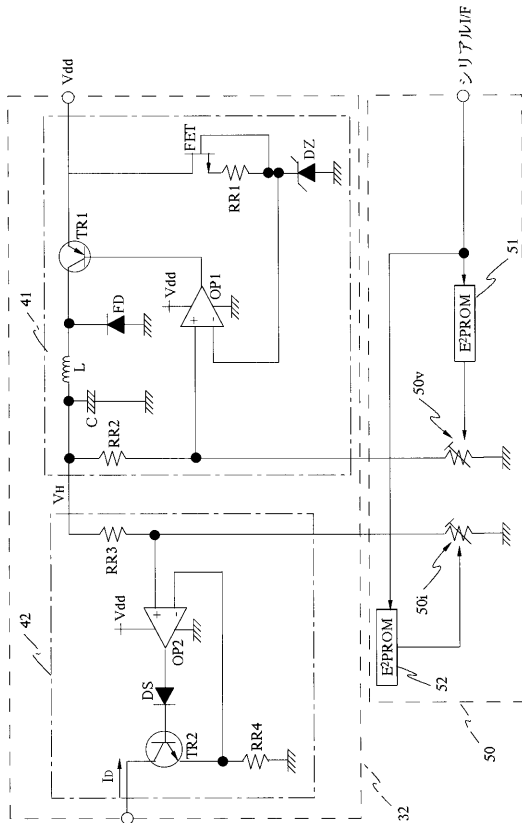 32
42
41
ID
TR2
DS
OP2
Vdd
+
-
RR4
RR3
VH
RR2
C
L
FD
TR1
OP1
Vdd
+
-
FET
RR1
DZ
Vdd
50
52
E²PROM
50i
50v
E²PROM
51
シリアルI/F